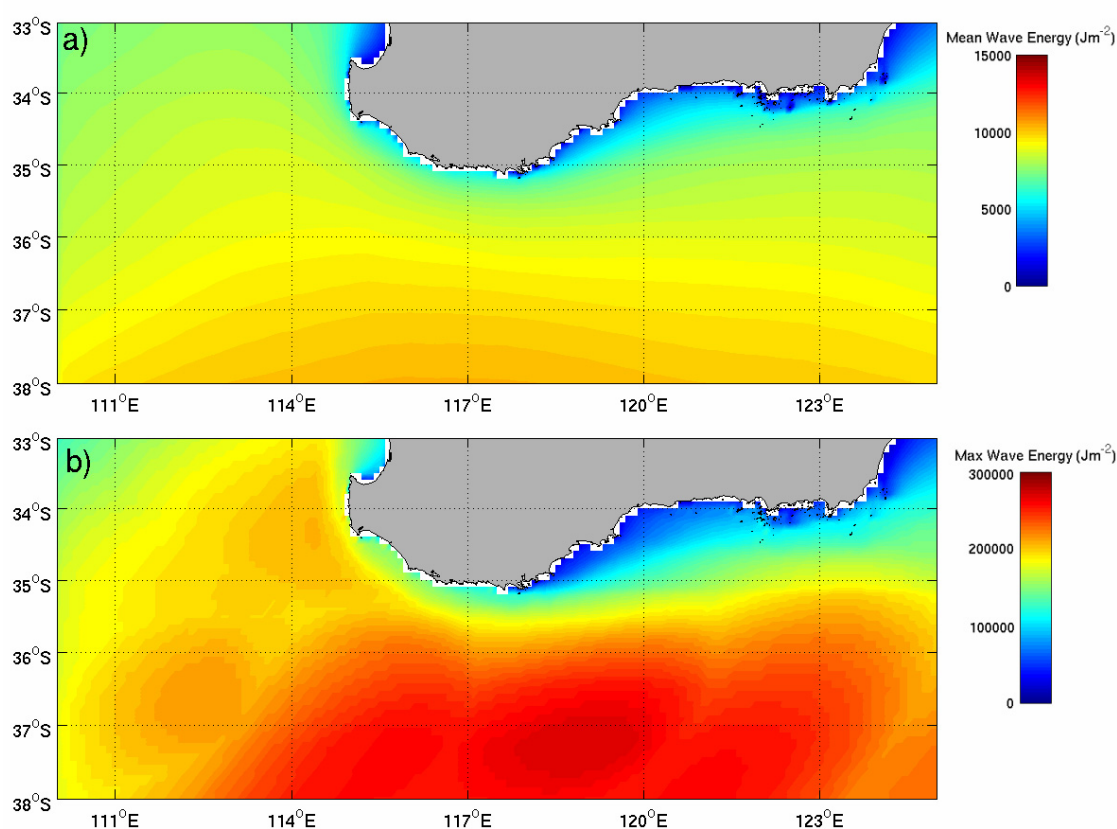 a)
33°S
34°S
35°S
36°S
37°S
38°S
111°E 114°E 117°E 120°E 123°E
Mean Wave Energy (Jm-2)
15000
10000
5000
0
b)
33°S
34°S
35°S
36°S
37°S
38°S
111°E 114°E 117°E 120°E 123°E
Max Wave Energy (Jm-2)
300000
200000
100000
0